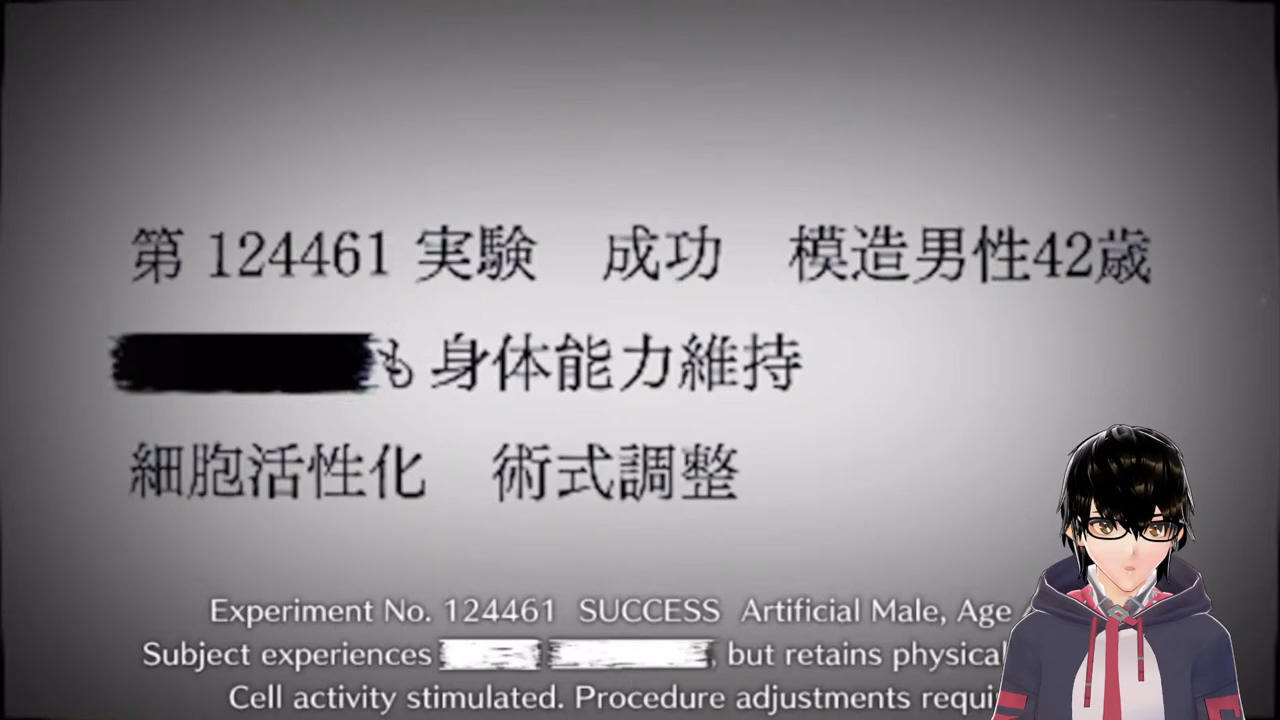 第 124461 実験　成功　模造男性42歳
も 身体能力維持
細胞活性化　術式調整
Experiment No. 124461 SUCCESS Artificial Male, Age
Subject experiences , but retains physical
Cell activity stimulated. Procedure adjustments